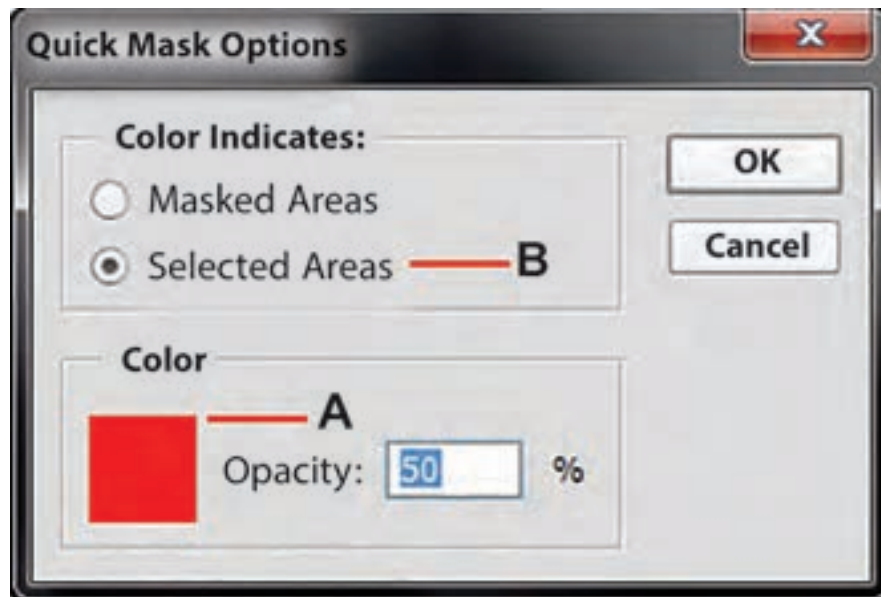 Quick Mask Options
Color Indicates:
Masked Areas
Selected Areas B
OK
Cancel
Color
A
Opacity: 50 %